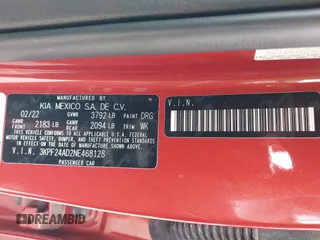 MANUFACTURED BY
KIA MEXICO S.A. DE C.V.
02/22 GVWR 3792 LB PAINT DRG
GAWR FRONT 2183 LB GAWR REAR 2094 LB TRIM WK
THIS VEHICLE CONFORMS TO ALL APPLICABLE U.S.A. FEDERAL
MOTOR VEHICLE SAFETY, BUMPER, AND THEFT PREVENTION
STANDARDS IN EFFECT ON THE DATE OF MANUFACTURE SHOWN ABOVE.
V.I.N. 3KPF24AD2NE468128
PASSENGER CAR
V.I.N.
DREAMBID